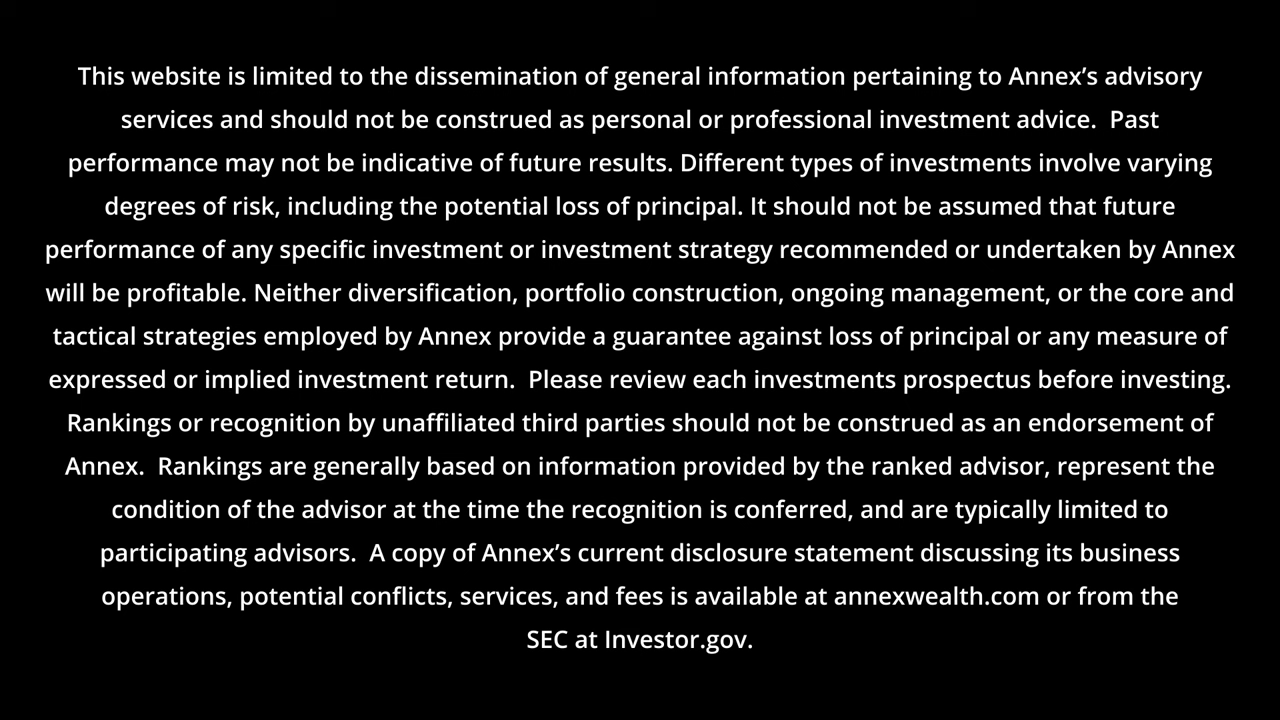 This website is limited to the dissemination of general information pertaining to Annex’s advisory
services and should not be construed as personal or professional investment advice.  Past
performance may not be indicative of future results. Different types of investments involve varying
degrees of risk, including the potential loss of principal. It should not be assumed that future
performance of any specific investment or investment strategy recommended or undertaken by Annex
will be profitable. Neither diversification, portfolio construction, ongoing management, or the core and
tactical strategies employed by Annex provide a guarantee against loss of principal or any measure of
expressed or implied investment return.  Please review each investments prospectus before investing.
Rankings or recognition by unaffiliated third parties should not be construed as an endorsement of
Annex.  Rankings are generally based on information provided by the ranked advisor, represent the
condition of the advisor at the time the recognition is conferred, and are typically limited to
participating advisors.  A copy of Annex’s current disclosure statement discussing its business
operations, potential conflicts, services, and fees is available at annexwealth.com or from the
SEC at Investor.gov.